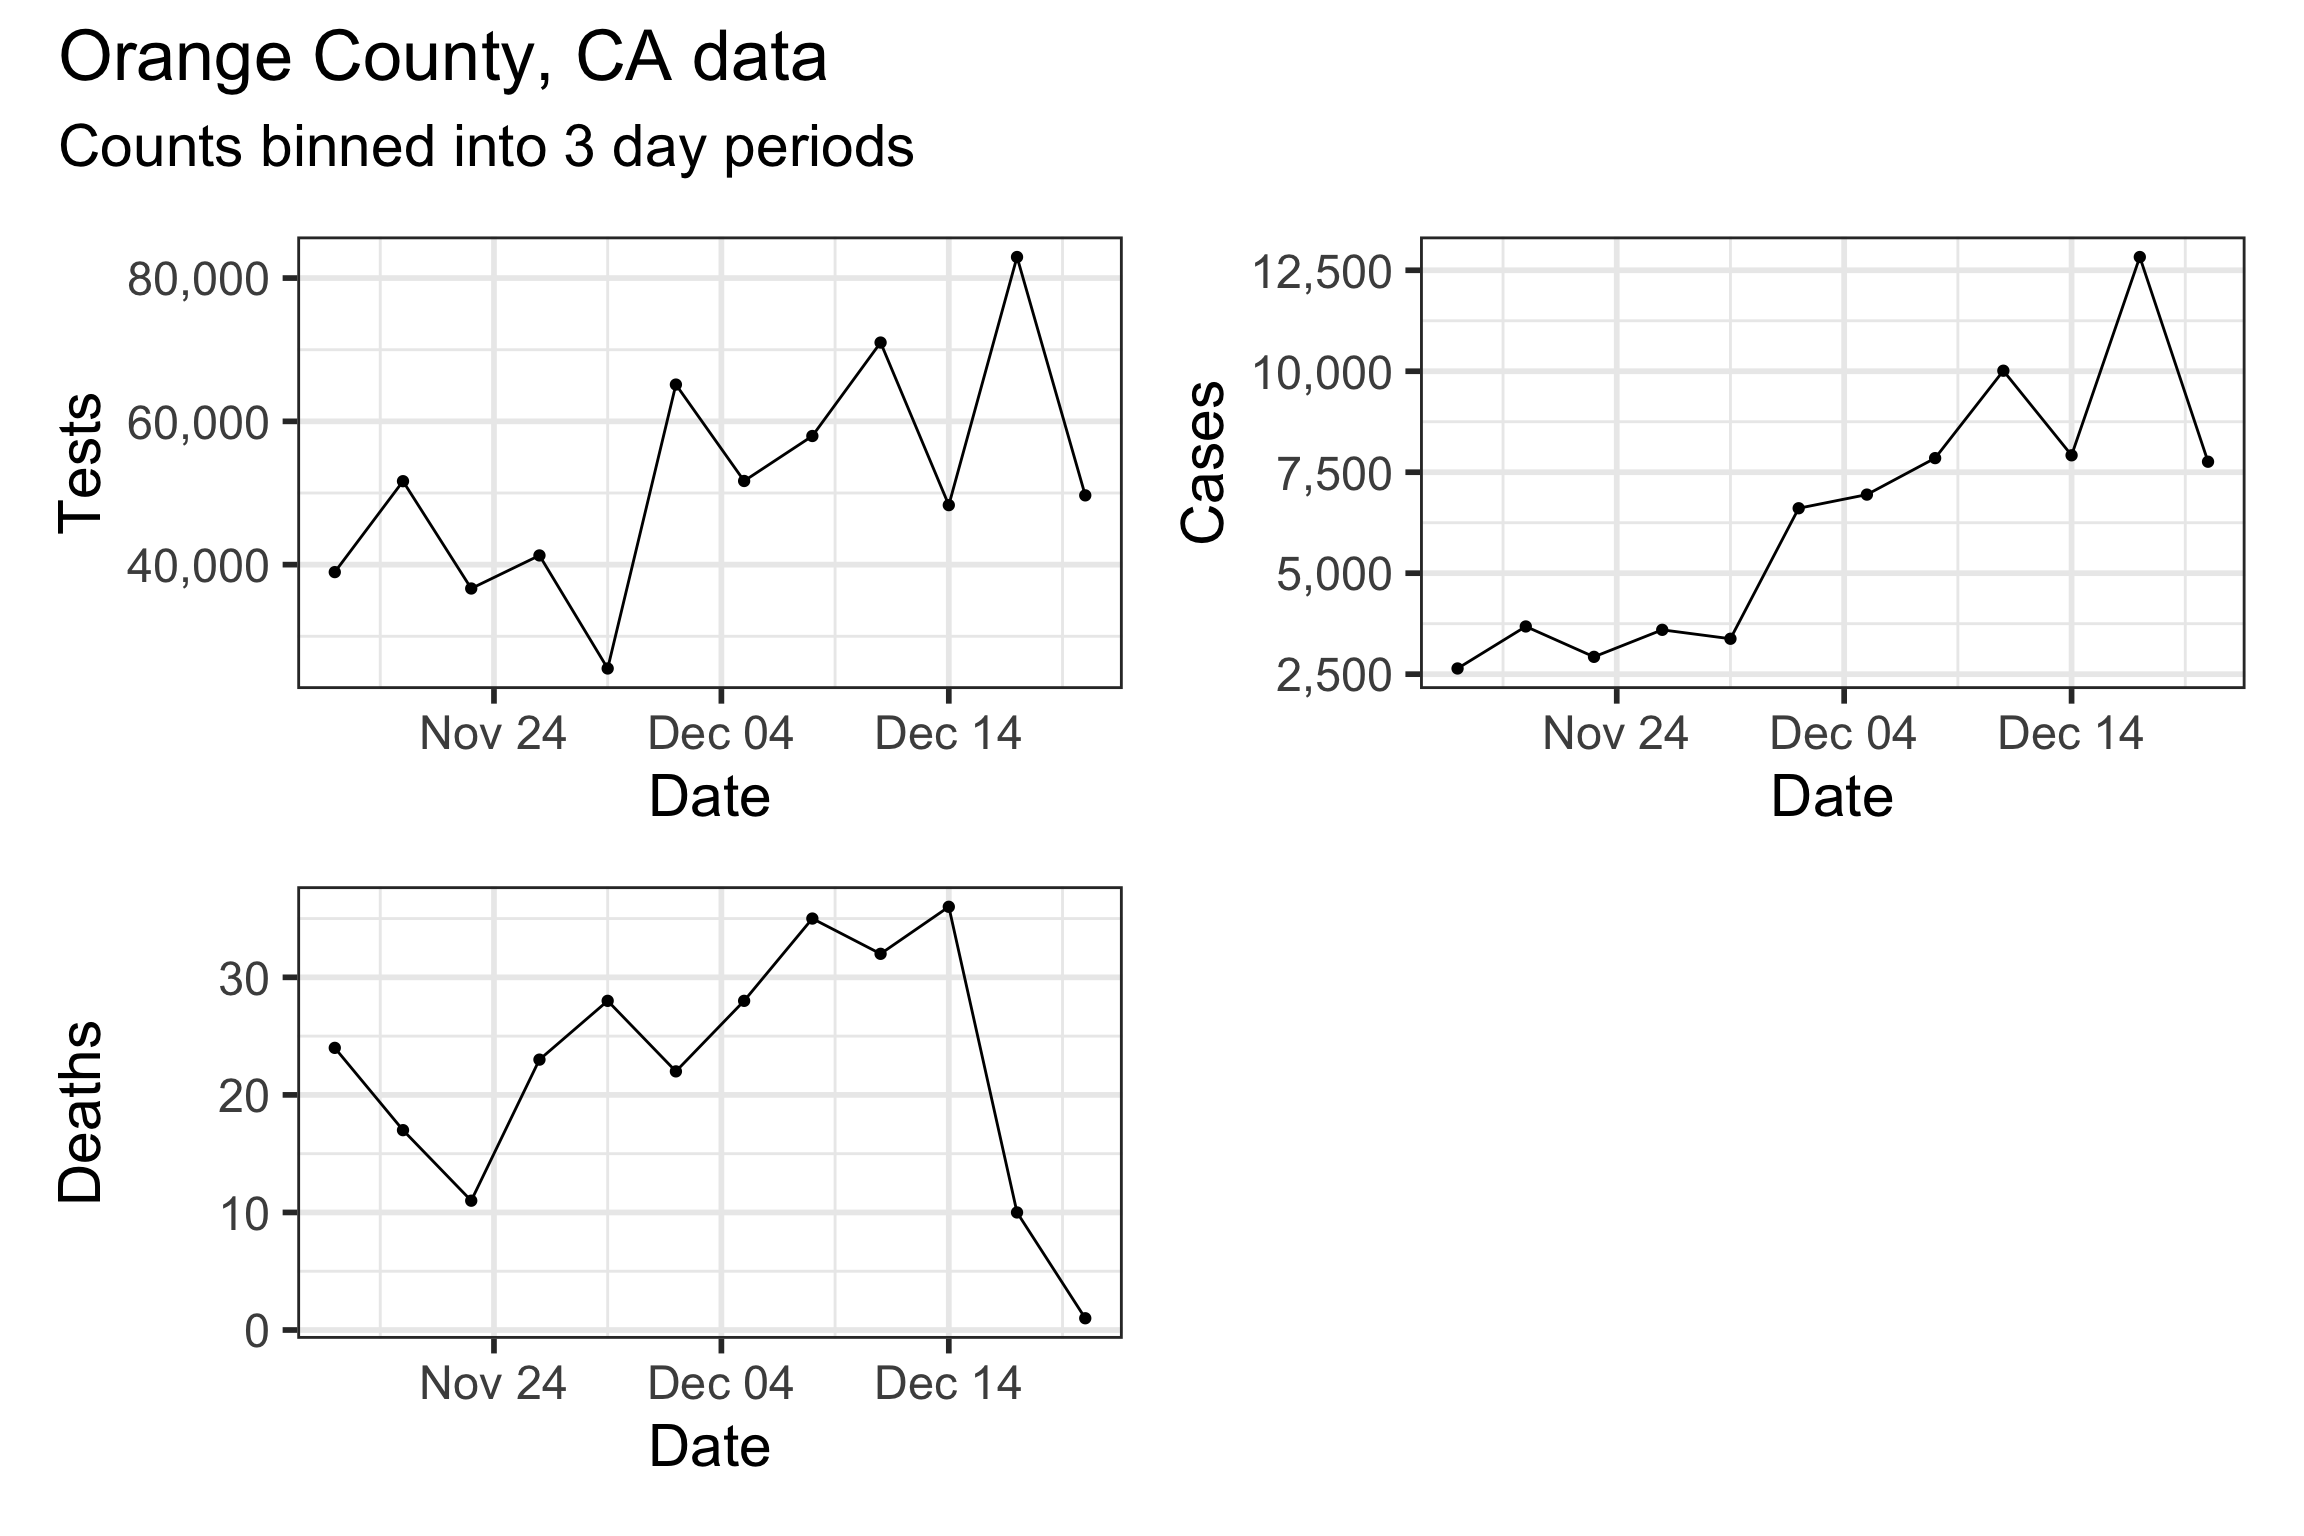 Orange County, CA data
Counts binned into 3 day periods
80,000
60,000
40,000
Tests
Nov 24 Dec 04 Dec 14
Date
12,500
10,000
7,500
5,000
2,500
Cases
Nov 24 Dec 04 Dec 14
Date
30
20
10
0
Deaths
Nov 24 Dec 04 Dec 14
Date